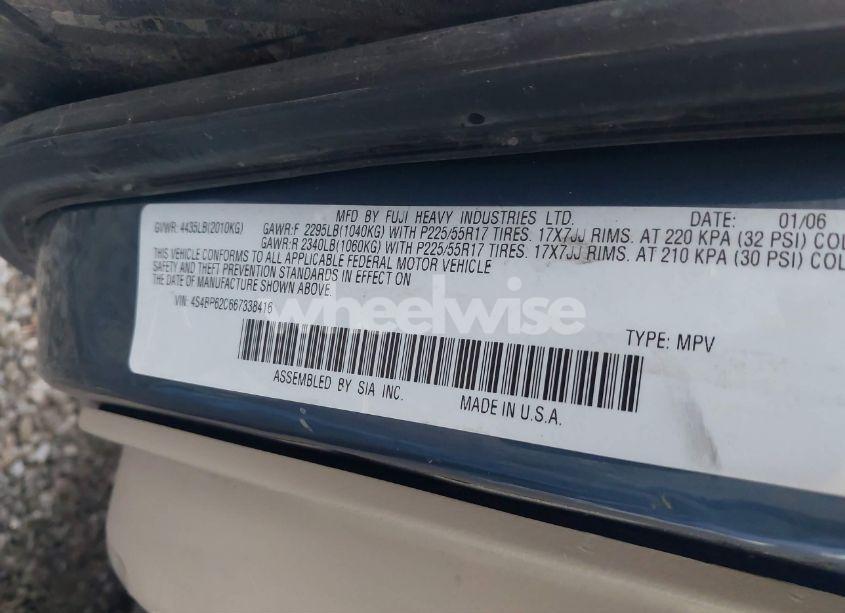 MFD BY FUJI HEAVY INDUSTRIES LTD. DATE: 01/06
GVWR: 4435LB(2010KG) GAWR:F 2295LB(1040KG) WITH P225/55R17 TIRES. 17X7JJ RIMS. AT 220 KPA (32 PSI) COL
GAWR:R 2340LB(1060KG) WITH P225/55R17 TIRES. 17X7JJ RIMS. AT 210 KPA (30 PSI) COL
THIS VEHICLE CONFORMS TO ALL APPLICABLE FEDERAL MOTOR VEHICLE
SAFETY AND THEFT PREVENTION STANDARDS IN EFFECT ON
THE DATE OF MANUFACTURE SHOWN ABOVE.
VIN: 4S4BP62C667338416
wheelwise
TYPE: MPV
ASSEMBLED BY SIA INC. MADE IN U.S.A.